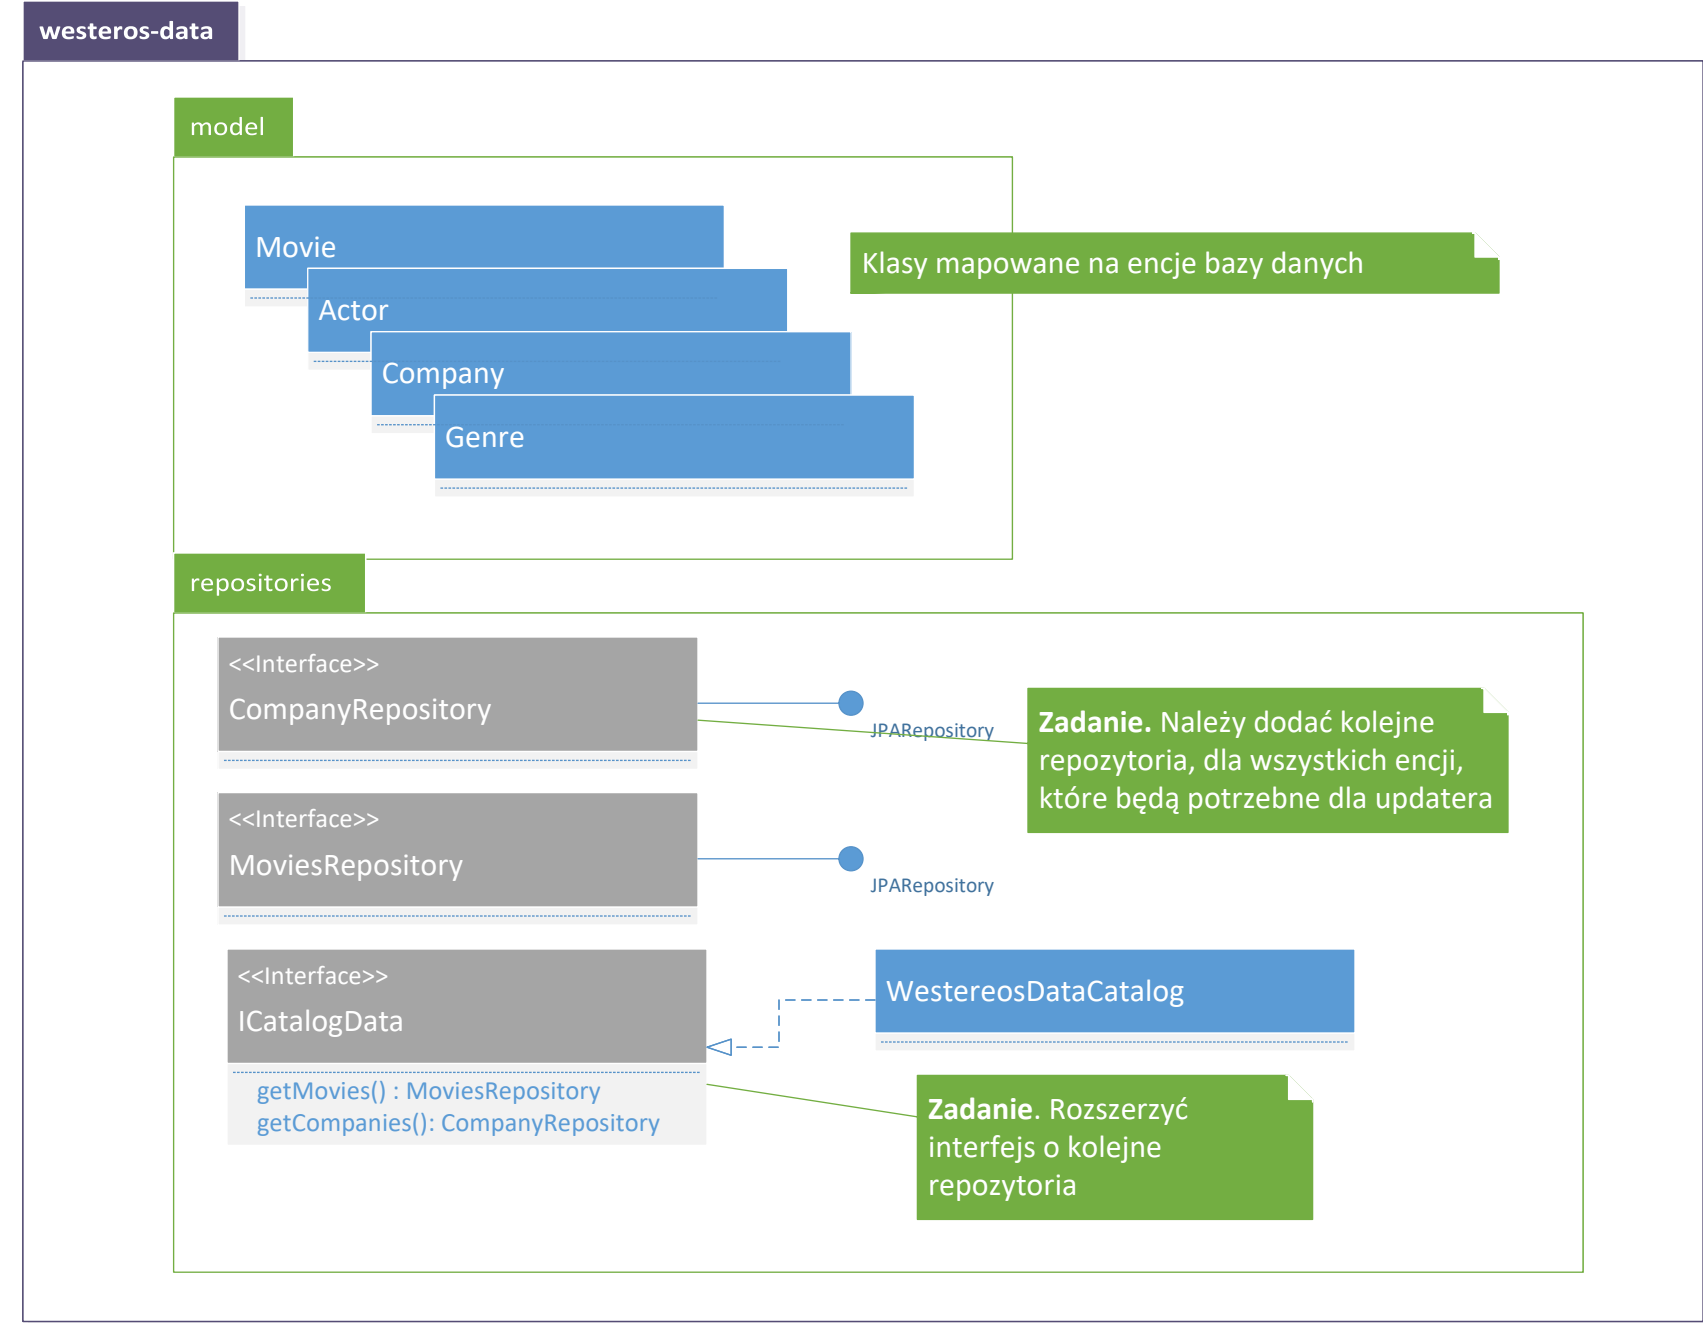 westeros-data
model
Movie
Actor
Company
Genre
Klasy mapowane na encje bazy danych
repositories
<<Interface>>
CompanyRepository
JPARepository
Zadanie. Należy dodać kolejne
repozytoria, dla wszystkich encji,
które będą potrzebne dla updatera
<<Interface>>
MoviesRepository
JPARepository
<<Interface>>
ICatalogData
getMovies() : MoviesRepository
getCompanies(): CompanyRepository
WestereosDataCatalog
Zadanie. Rozszerzyć
interfejs o kolejne
repozytoria